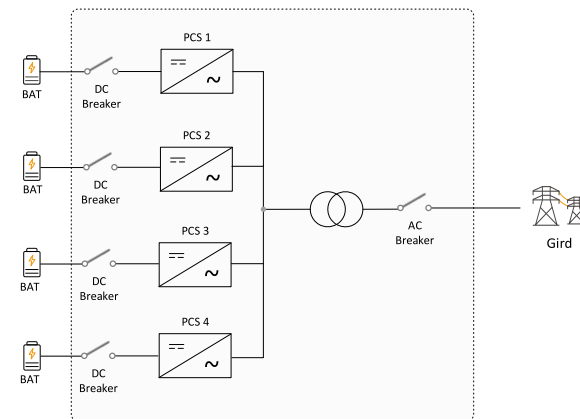 PCS 1
BAT
DC
Breaker
PCS 2
BAT
DC
Breaker
AC
Breaker
Gird
PCS 3
BAT
DC
Breaker
PCS 4
BAT
DC
Breaker